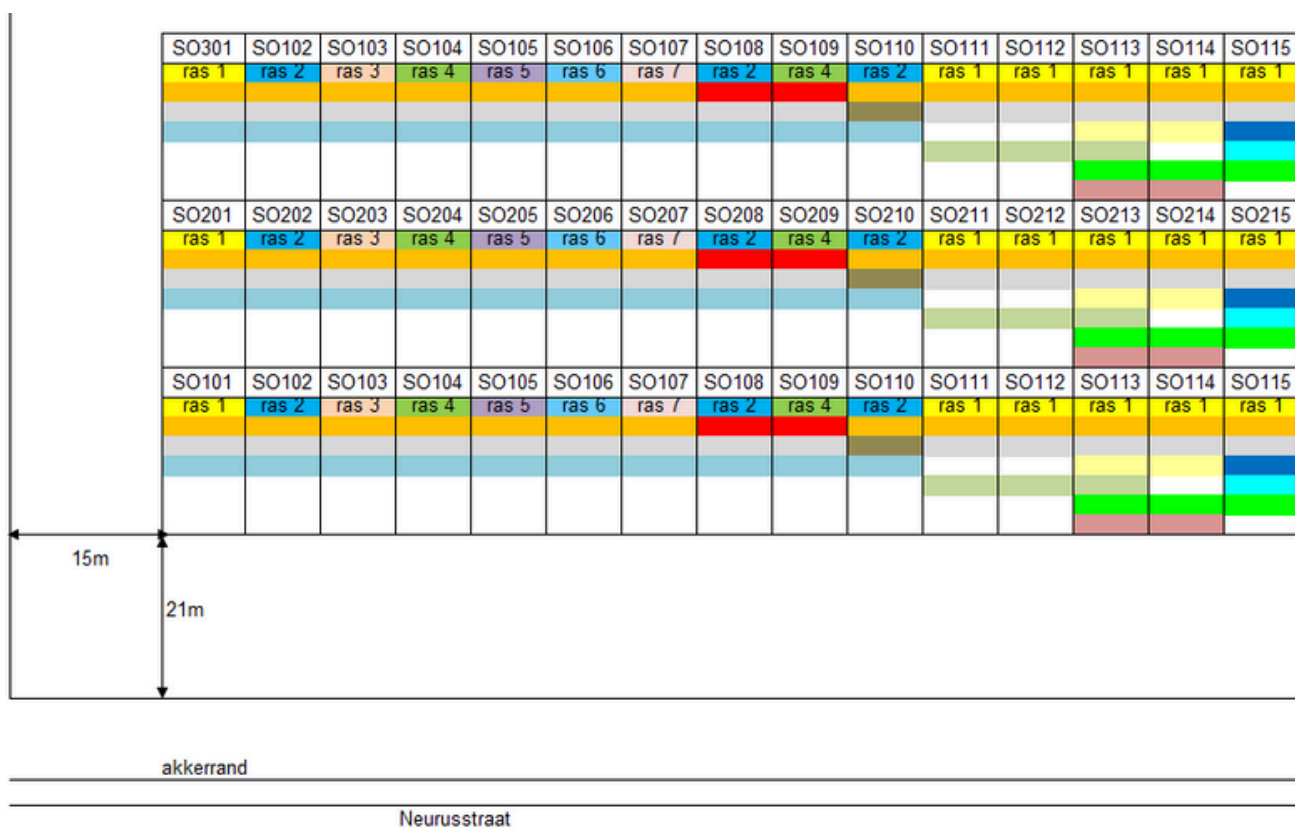 SO301 SO102 SO103 SO104 SO105 SO106 SO107 SO108 SO109 SO110 SO111 SO112 SO113 SO114 SO115
ras 1 ras 2 ras 3 ras 4 ras 5 ras 6 ras 7 ras 2 ras 4 ras 2 ras 1 ras 1 ras 1 ras 1 ras 1
SO201 SO202 SO203 SO204 SO205 SO206 SO207 SO208 SO209 SO210 SO211 SO212 SO213 SO214 SO215
ras 1 ras 2 ras 3 ras 4 ras 5 ras 6 ras 7 ras 2 ras 4 ras 2 ras 1 ras 1 ras 1 ras 1 ras 1
SO101 SO102 SO103 SO104 SO105 SO106 SO107 SO108 SO109 SO110 SO111 SO112 SO113 SO114 SO115
ras 1 ras 2 ras 3 ras 4 ras 5 ras 6 ras 7 ras 2 ras 4 ras 2 ras 1 ras 1 ras 1 ras 1 ras 1
15m
21m
akkerrand
Neurusstraat